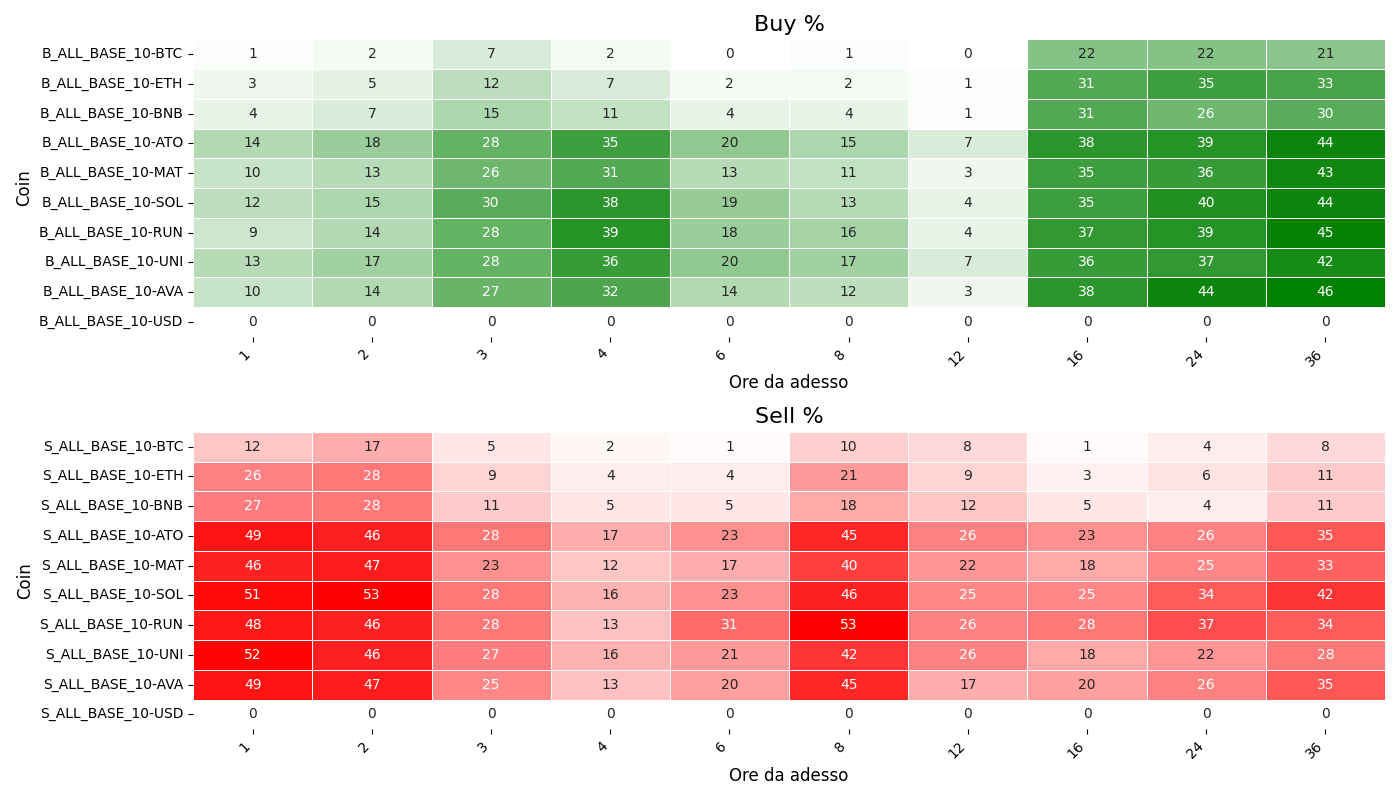 Buy %
Coin
B_ALL_BASE_10-BTC 1 2 7 2 0 1 0 22 22 21
B_ALL_BASE_10-ETH 3 5 12 7 2 2 1 31 35 33
B_ALL_BASE_10-BNB 4 7 15 11 4 4 1 31 26 30
B_ALL_BASE_10-ATO 14 18 28 35 20 15 7 38 39 44
B_ALL_BASE_10-MAT 10 13 26 31 13 11 3 35 36 43
B_ALL_BASE_10-SOL 12 15 30 38 19 13 4 35 40 44
B_ALL_BASE_10-RUN 9 14 28 39 18 16 4 37 39 45
B_ALL_BASE_10-UNI 13 17 28 36 20 17 7 36 37 42
B_ALL_BASE_10-AVA 10 14 27 32 14 12 3 38 44 46
B_ALL_BASE_10-USD 0 0 0 0 0 0 0 0 0 0
1 2 3 4 6 8 12 16 24 36
Ore da adesso
Sell %
Coin
S_ALL_BASE_10-BTC 12 17 5 2 1 10 8 1 4 8
S_ALL_BASE_10-ETH 26 28 9 4 4 21 9 3 6 11
S_ALL_BASE_10-BNB 27 28 11 5 5 18 12 5 4 11
S_ALL_BASE_10-ATO 49 46 28 17 23 45 26 23 26 35
S_ALL_BASE_10-MAT 46 47 23 12 17 40 22 18 25 33
S_ALL_BASE_10-SOL 51 53 28 16 23 46 25 25 34 42
S_ALL_BASE_10-RUN 48 46 28 13 31 53 26 28 37 34
S_ALL_BASE_10-UNI 52 46 27 16 21 42 26 18 22 28
S_ALL_BASE_10-AVA 49 47 25 13 20 45 17 20 26 35
S_ALL_BASE_10-USD 0 0 0 0 0 0 0 0 0 0
1 2 3 4 6 8 12 16 24 36
Ore da adesso